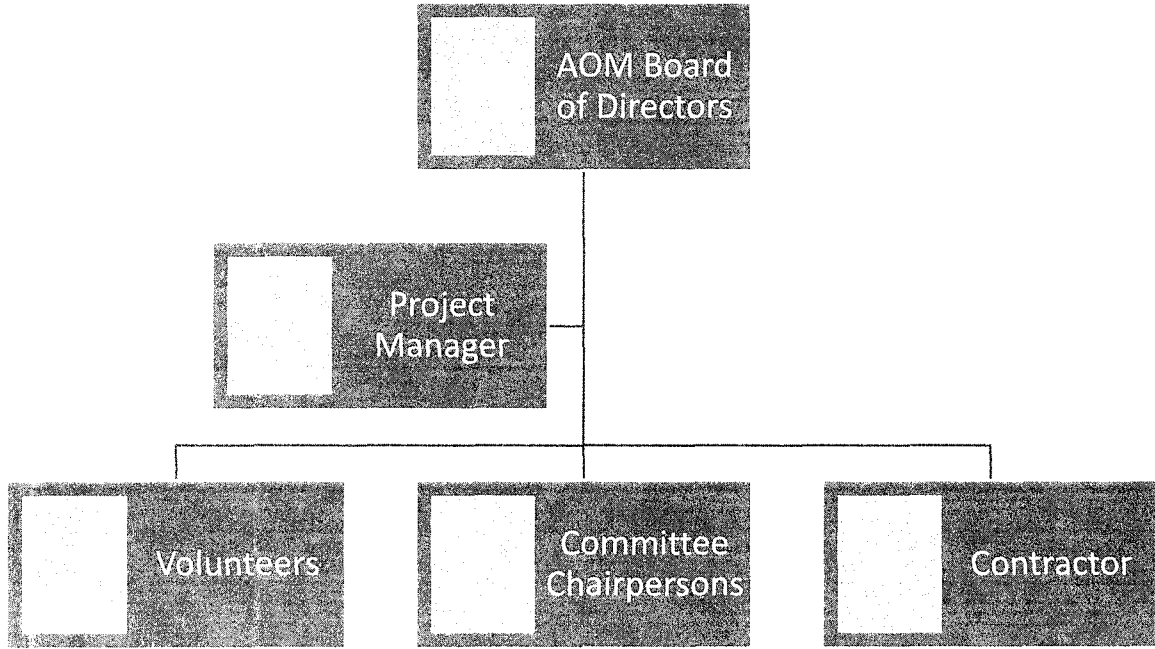 AOM Board
of Directors
Project
Manager
Volunteers
Committee
Chairpersons
Contractor